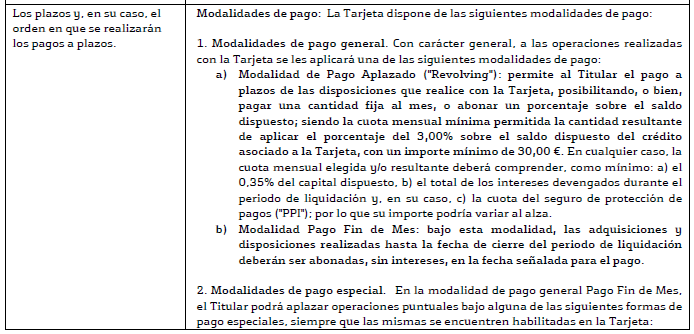 Los plazos y, en su caso, el
orden en que se realizarán
los pagos a plazos.
Modalidades de pago: La Tarjeta dispone de las siguientes modalidades de pago:
1. Modalidades de pago general. Con carácter general, a las operaciones realizadas
con la Tarjeta se les aplicará una de las siguientes modalidades de pago:
a) Modalidad de Pago Aplazado ("Revolving"): permite al Titular el pago a
plazos de las disposiciones que realice con la Tarjeta, posibilitando, o bien,
pagar una cantidad fija al mes, o abonar un porcentaje sobre el saldo
dispuesto; siendo la cuota mensual mínima permitida la cantidad resultante
de aplicar el porcentaje del 3,00% sobre el saldo dispuesto del crédito
asociado a la Tarjeta, con un importe mínimo de 30,00 €. En cualquier caso, la
cuota mensual elegida y/o resultante deberá comprender, como mínimo: a) el
0,35% del capital dispuesto, b) el total de los intereses devengados durante el
periodo de liquidación y, en su caso, c) la cuota del seguro de protección de
pagos ("PPI"); por lo que su importe podría variar al alza.
b) Modalidad Pago Fin de Mes: bajo esta modalidad, las adquisiciones y
disposiciones realizadas hasta la fecha de cierre del periodo de liquidación
deberán ser abonadas, sin intereses, en la fecha señalada para el pago.
2. Modalidades de pago especial. En la modalidad de pago general Pago Fin de Mes,
el Titular podrá aplazar operaciones puntuales bajo alguna de las siguientes formas de
pago especiales, siempre que las mismas se encuentren habilitadas en la Tarjeta: